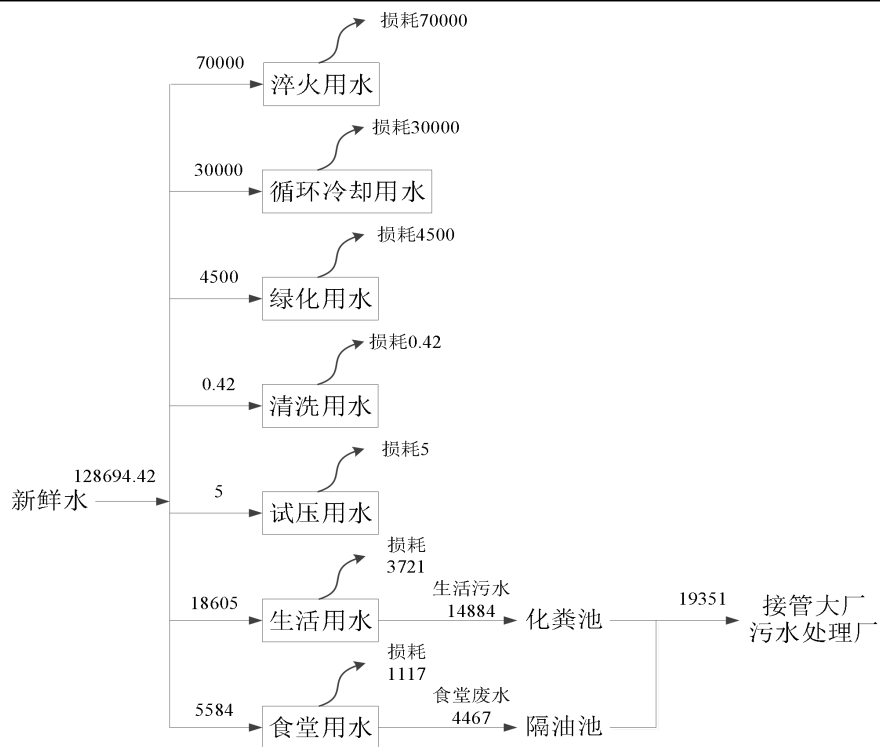 损耗70000
70000
淬火用水
损耗30000
30000
循环冷却用水
损耗4500
4500
绿化用水
损耗0.42
0.42
清洗用水
损耗5
5
试压用水
新鲜水
128694.42
损耗
3721
18605
生活用水
生活污水
14884
化粪池
19351
接管大厂
污水处理厂
损耗
1117
5584
食堂用水
食堂废水
4467
隔油池